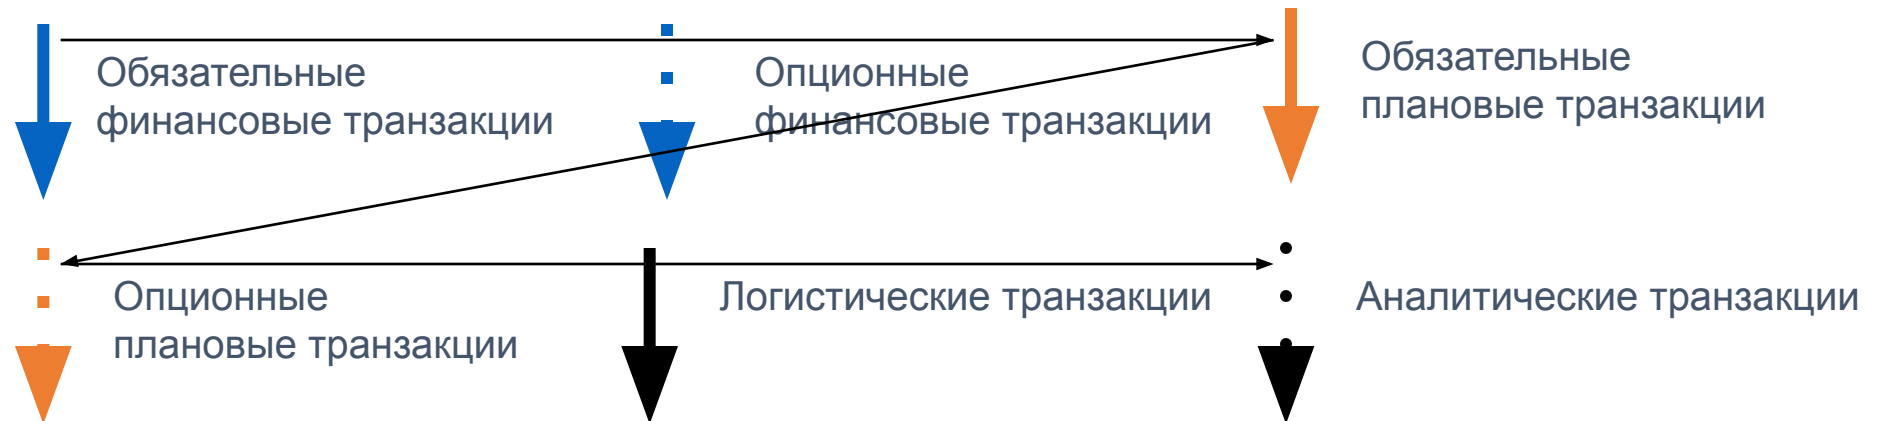 Обязательные
финансовые транзакции
Опционные
финансовые транзакции
Обязательные
плановые транзакции
Опционные
плановые транзакции
Логистические транзакции
Аналитические транзакции